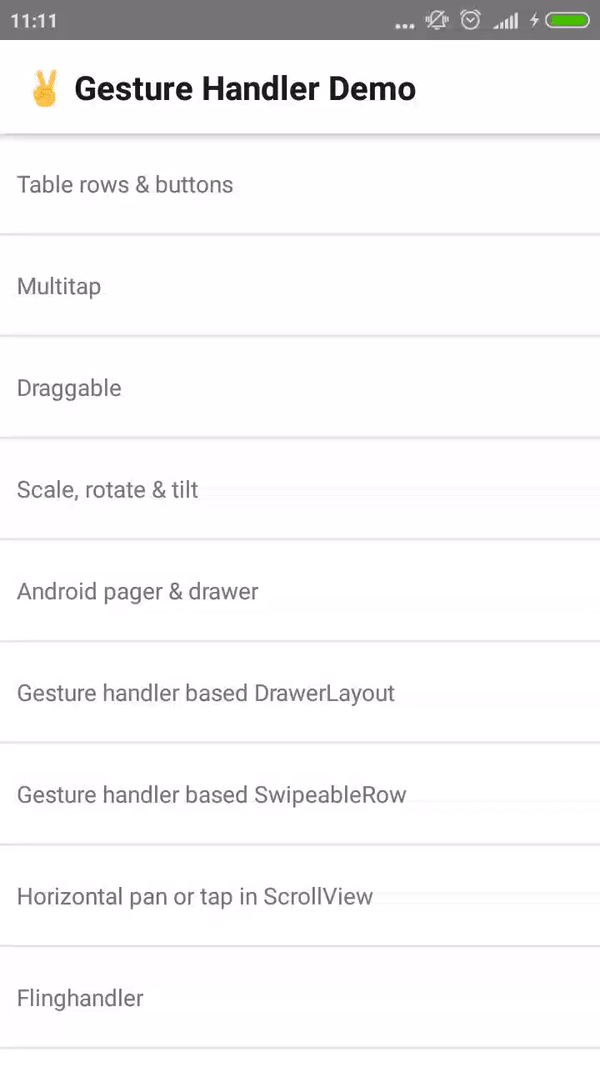 11:11
✌ Gesture Handler Demo
Table rows & buttons
Multitap
Draggable
Scale, rotate & tilt
Android pager & drawer
Gesture handler based DrawerLayout
Gesture handler based SwipeableRow
Horizontal pan or tap in ScrollView
Flinghandler